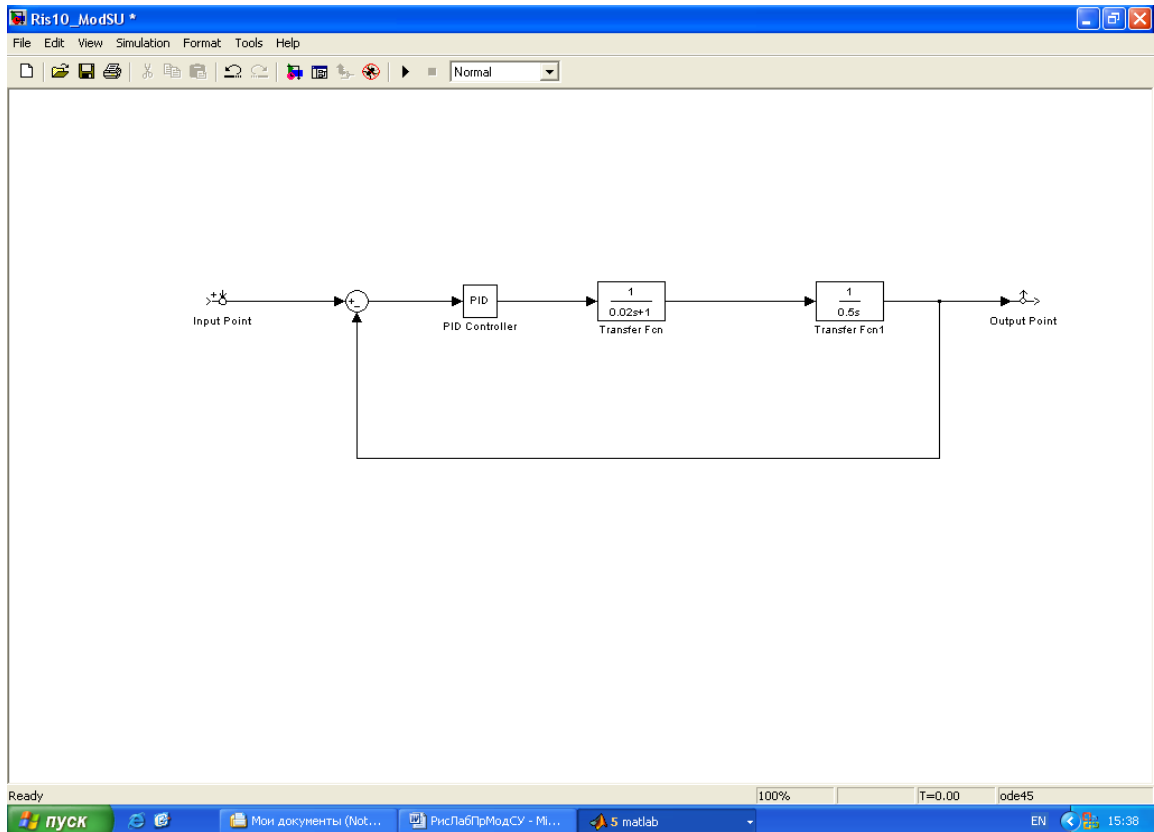 Ris10_ModSU *
File Edit View Simulation Format Tools Help
Normal
Input Point
+
-
PID
PID Controller
1
0.02s+1
Transfer Fcn
1
0.5s
Transfer Fcn1
Output Point
Ready
100%
T=0.00
ode45
пуск
Мои документы (Not...
РисЛабПрМодСУ - Mi...
5 matlab
EN
15:38